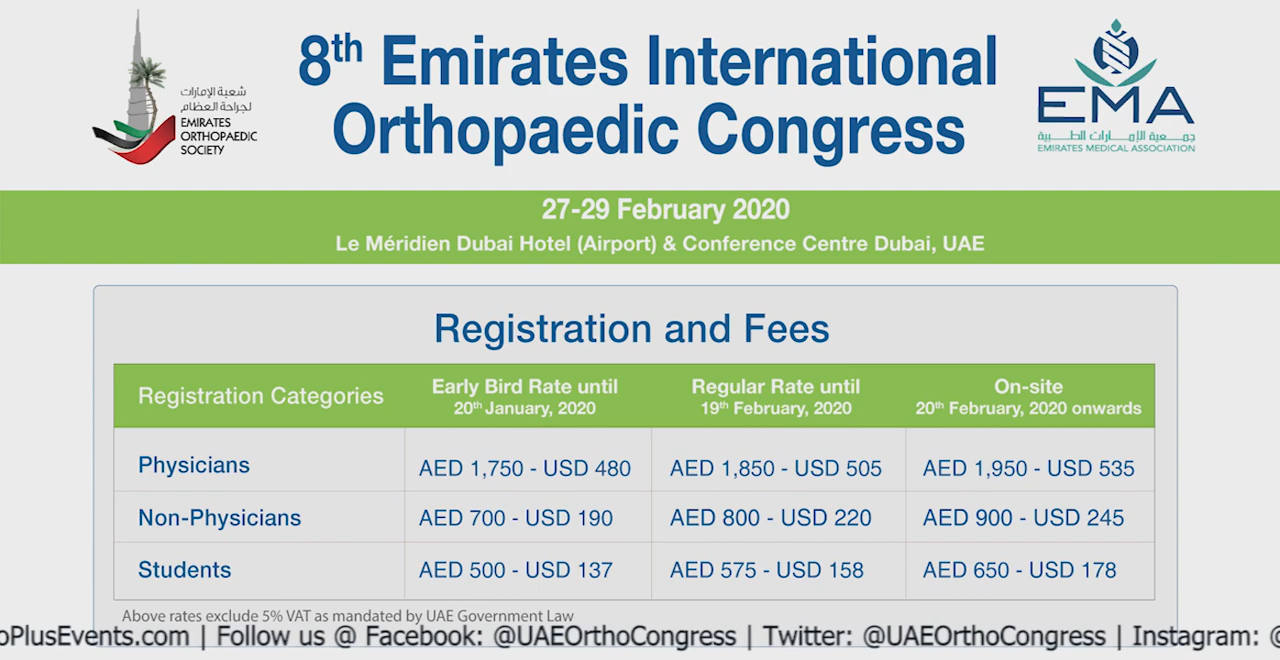 شعبة الإمارات
لجراحة العظام
EMIRATES
ORTHOPAEDIC
SOCIETY
8th Emirates International
Orthopaedic Congress
EMA
جمعية الإمارات الطبية
EMIRATES MEDICAL ASSOCIATION
27-29 February 2020
Le Méridien Dubai Hotel (Airport) & Conference Centre Dubai, UAE
Registration and Fees
Registration Categories
Early Bird Rate until
20th January, 2020
Regular Rate until
19th February, 2020
On-site
20th February, 2020 onwards
Physicians
AED 1,750 - USD 480
AED 1,850 - USD 505
AED 1,950 - USD 535
Non-Physicians
AED 700 - USD 190
AED 800 - USD 220
AED 900 - USD 245
Students
AED 500 - USD 137
AED 575 - USD 158
AED 650 - USD 178
Above rates exclude 5% VAT as mandated by UAE Government Law
oPlusEvents.com | Follow us @ Facebook: @UAEOrthoCongress | Twitter: @UAEOrthoCongress | Instagram: @